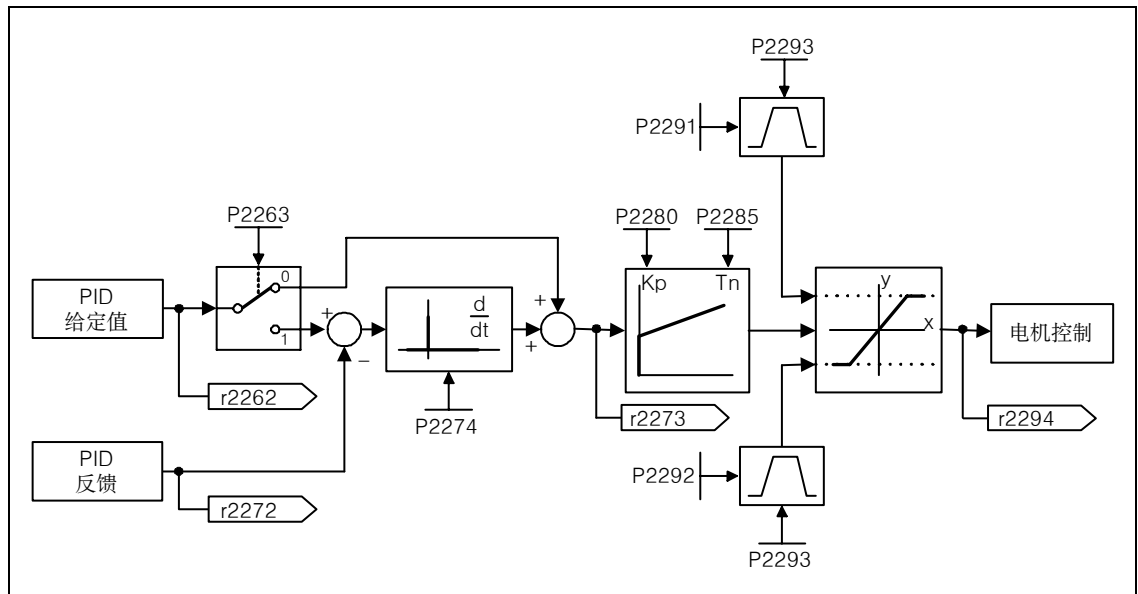 P2293
P2291
P2263
P2280
P2285
PID
给定值
0
1
+
−
d
dt
+
+
Kp
Tn
y
x
电机控制
r2262
P2274
r2273
r2294
PID
反馈
r2272
P2292
P2293